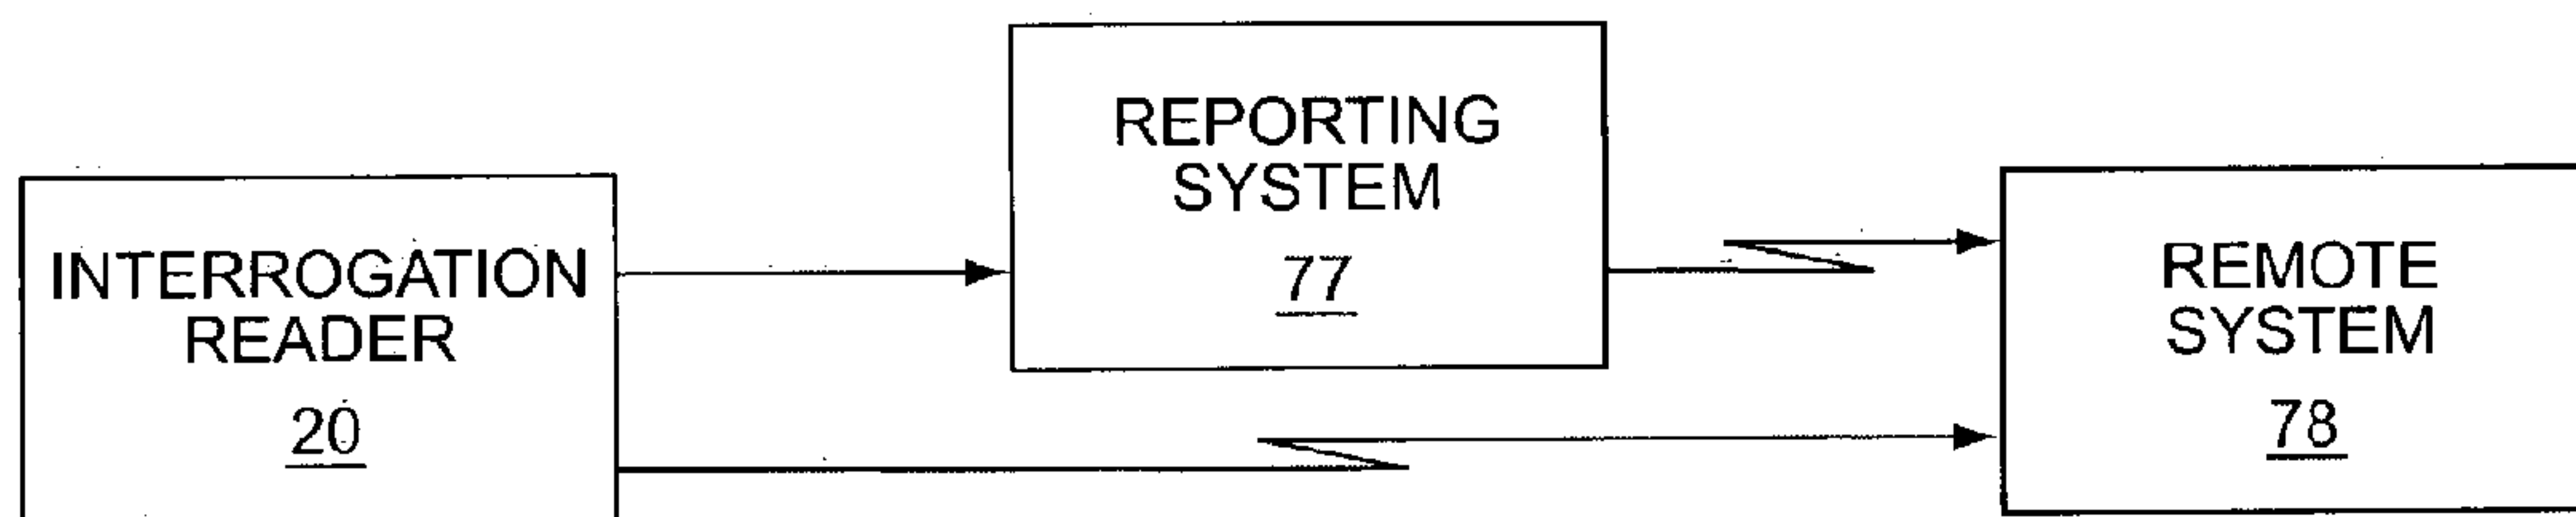 INTERROGATION
READER
20
REPORTING
SYSTEM
77
REMOTE
SYSTEM
78